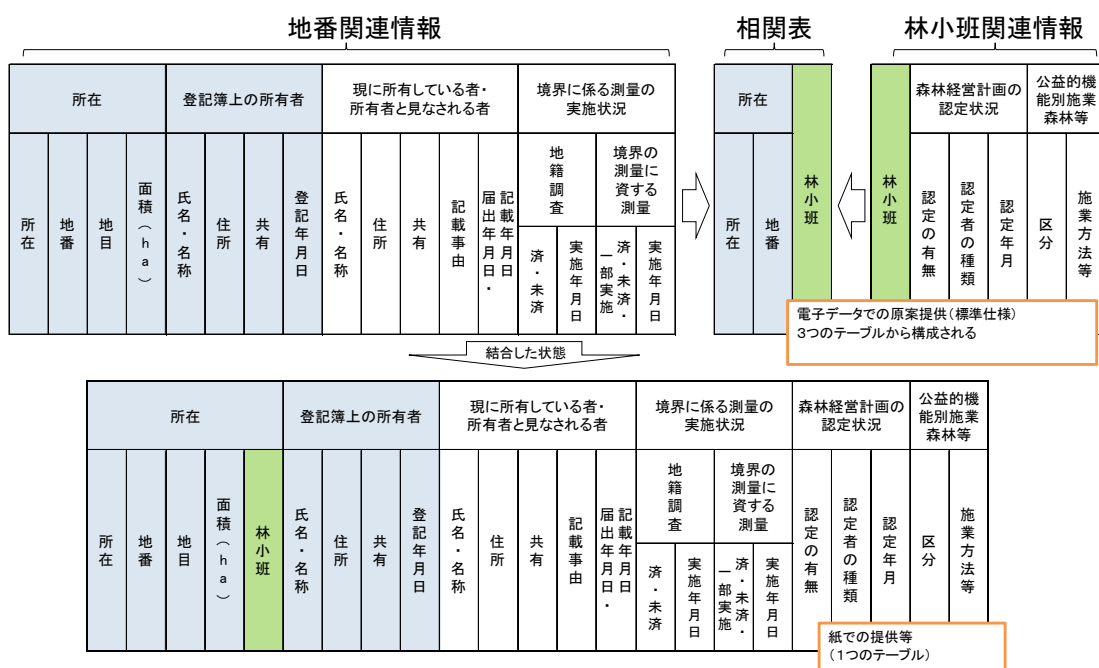 地番関連情報
相関表
林小班関連情報
所在
登記簿上の所有者
現に所有している者・
所有者と見なされる者
境界に係る測量の
実施状況
地籍調査
境界の
測量に
資する
測量
所在
地番
地目
面積(ha)
氏名・名称
住所
共有
登記年月日
氏名・名称
住所
共有
記載事由
届出年月日・
記載年月日
済・未済
実施年月日
済・未済・
一部実施
実施年月日
所在
林小班
所在
地番
林小班
森林経営計画の
認定状況
公益的機
能別施業
森林等
認定の有無
認定者の種類
認定年月
区分
施業方法等
電子データでの原案提供(標準仕様)
3つのテーブルから構成される
結合した状態
所在
登記簿上の所有者
現に所有している者・
所有者と見なされる者
境界に係る測量の
実施状況
森林経営計画の
認定状況
公益的機
能別施業
森林等
地籍調査
境界の
測量に
資する
測量
所在
地番
地目
面積(ha)
林小班
氏名・名称
住所
共有
登記年月日
氏名・名称
住所
共有
記載事由
届出年月日・
記載年月日
済・未済
実施年月日
済・未済・
一部実施
実施年月日
認定の有無
認定者の種類
認定年月
区分
施業方法等
紙での提供等
(1つのテーブル)